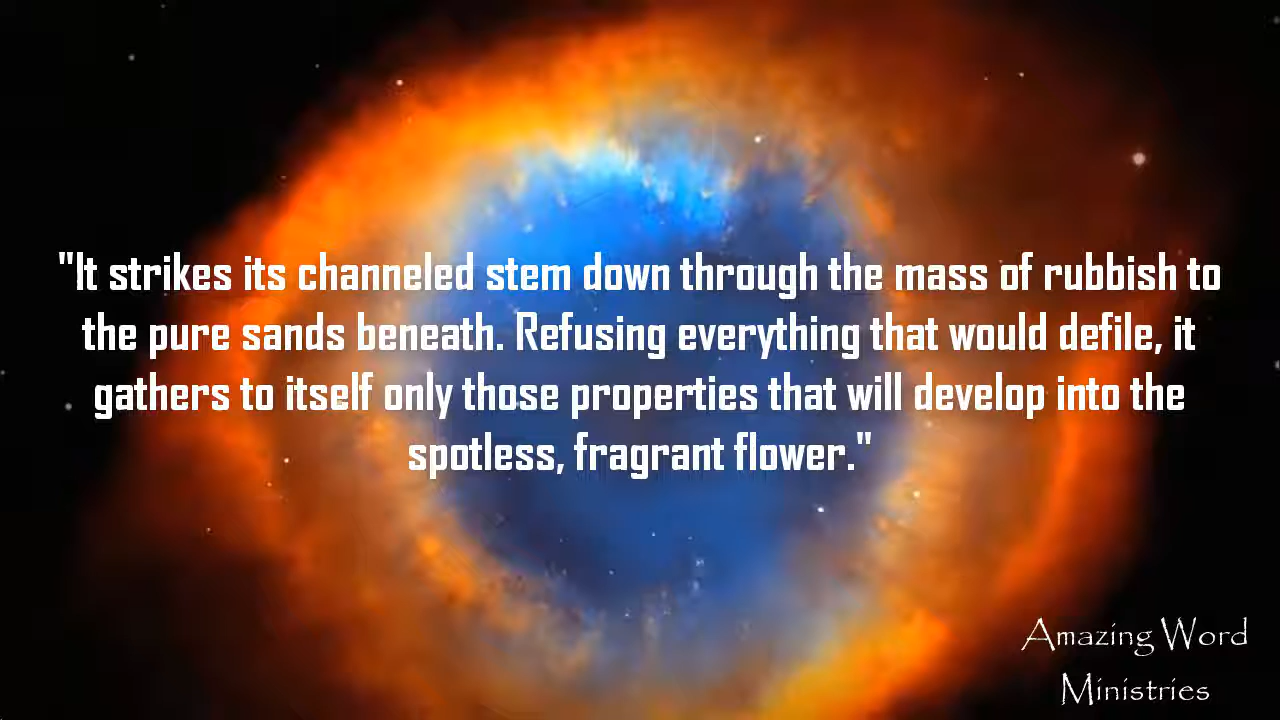 "It strikes its channeled stem down through the mass of rubbish to
the pure sands beneath. Refusing everything that would defile, it
gathers to itself only those properties that will develop into the
spotless, fragrant flower."
Amazing Word
Ministries